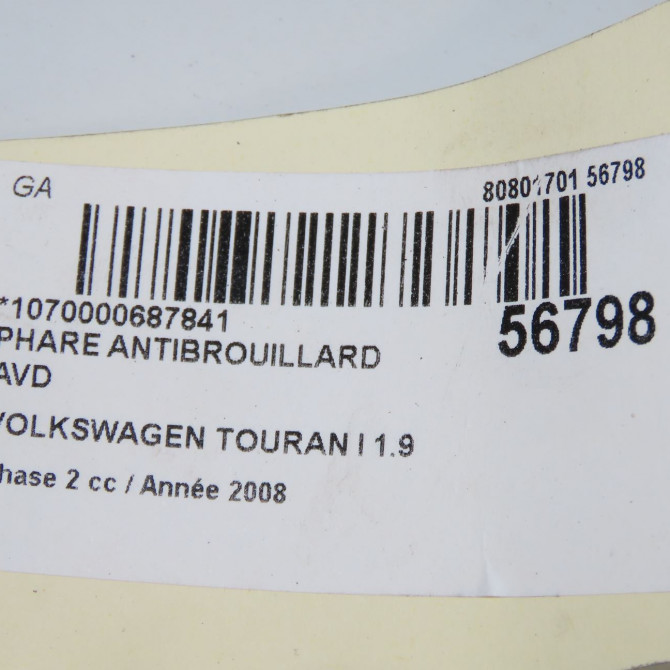 GA
80801701 56798
*1070000687841
56798
PHARE ANTIBROUILLARD
AVD
VOLKSWAGEN TOURAN I 1.9
hase 2 cc / Année 2008